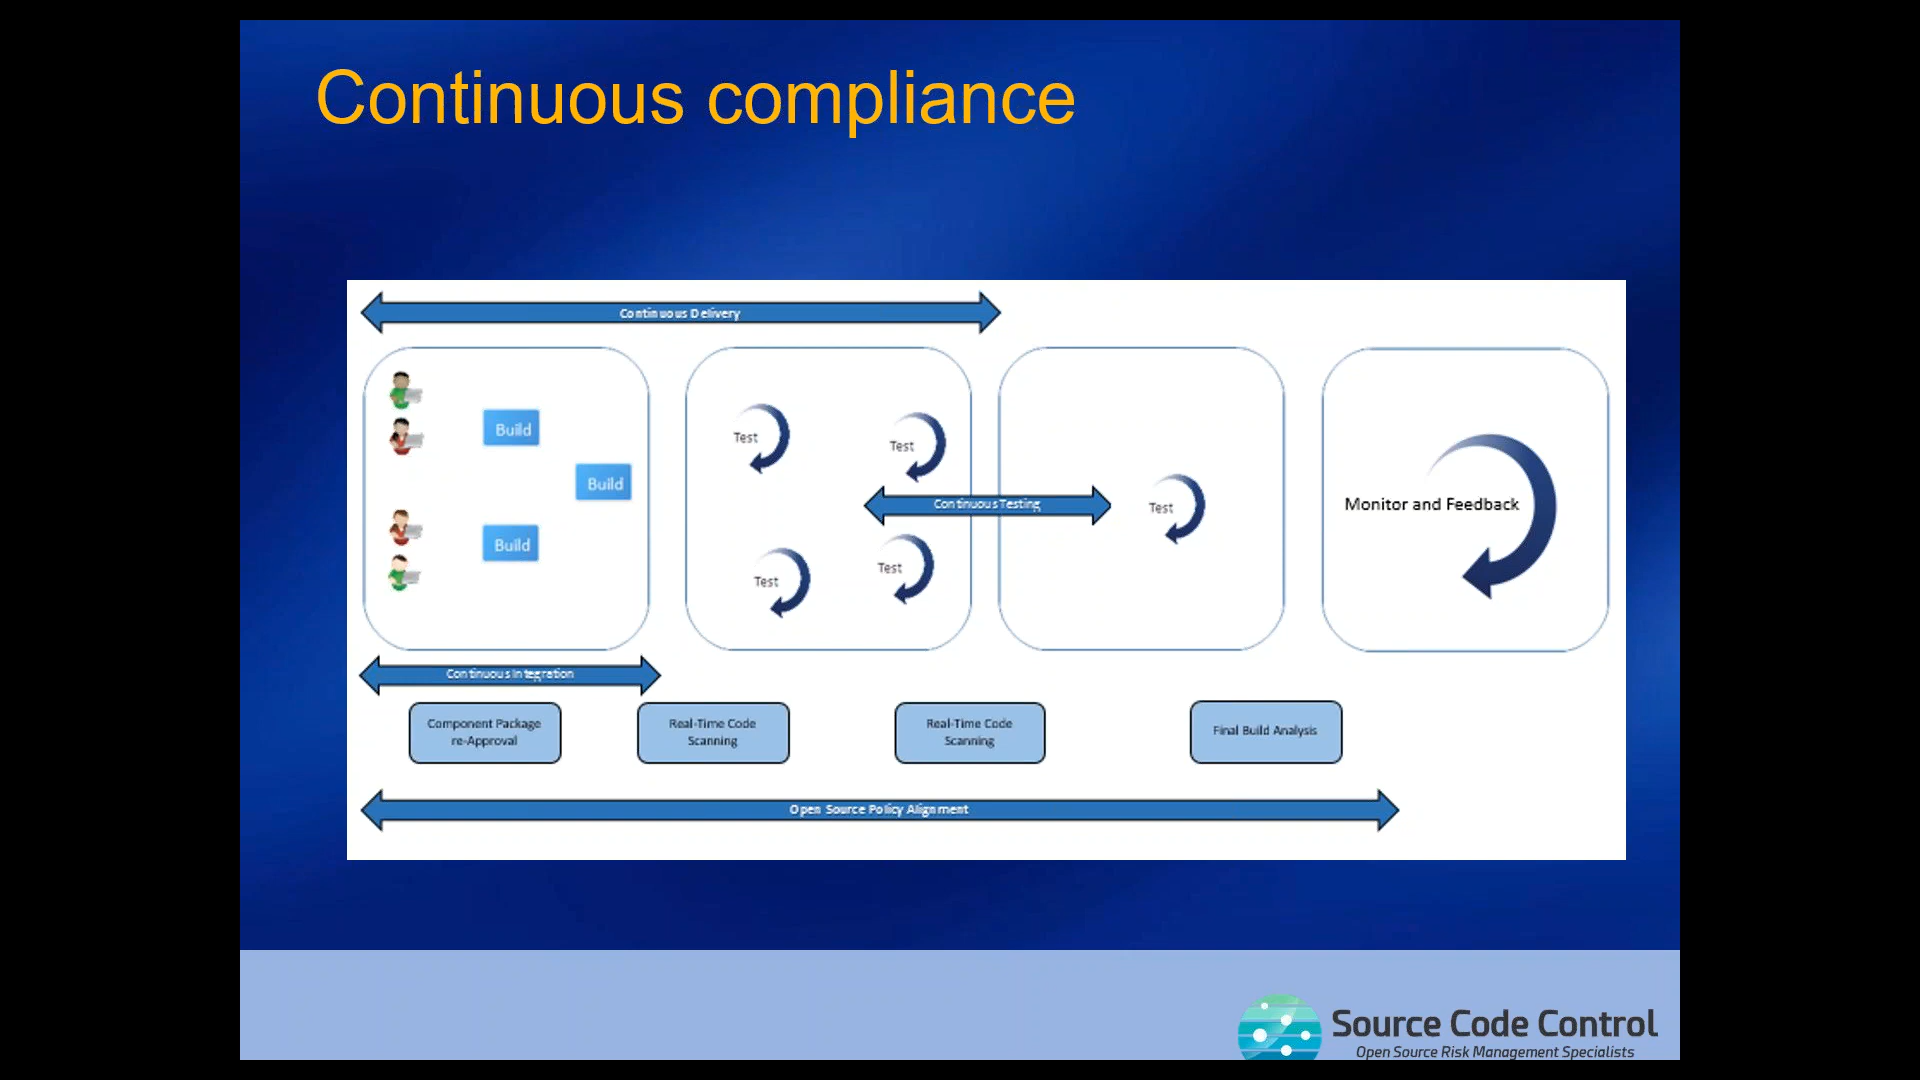 Continuous compliance
Continuous Delivery
Build
Build
Build
Test
Test
Test
Test
Continuous Testing
Test
Monitor and Feedback
Continuous Integration
Component Package
re-Approval
Real-Time Code
Scanning
Real-Time Code
Scanning
Final Build Analysis
Open Source Policy Alignment
Source Code Control
Open Source Risk Management Specialists